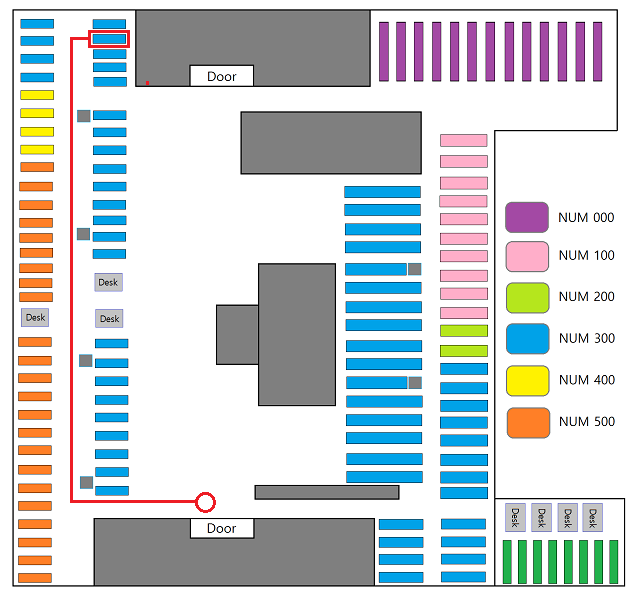 Door
NUM 000
NUM 100
Desk
NUM 200
Desk
Desk
NUM 300
NUM 400
NUM 500
Door
Desk
Desk
Desk
Desk